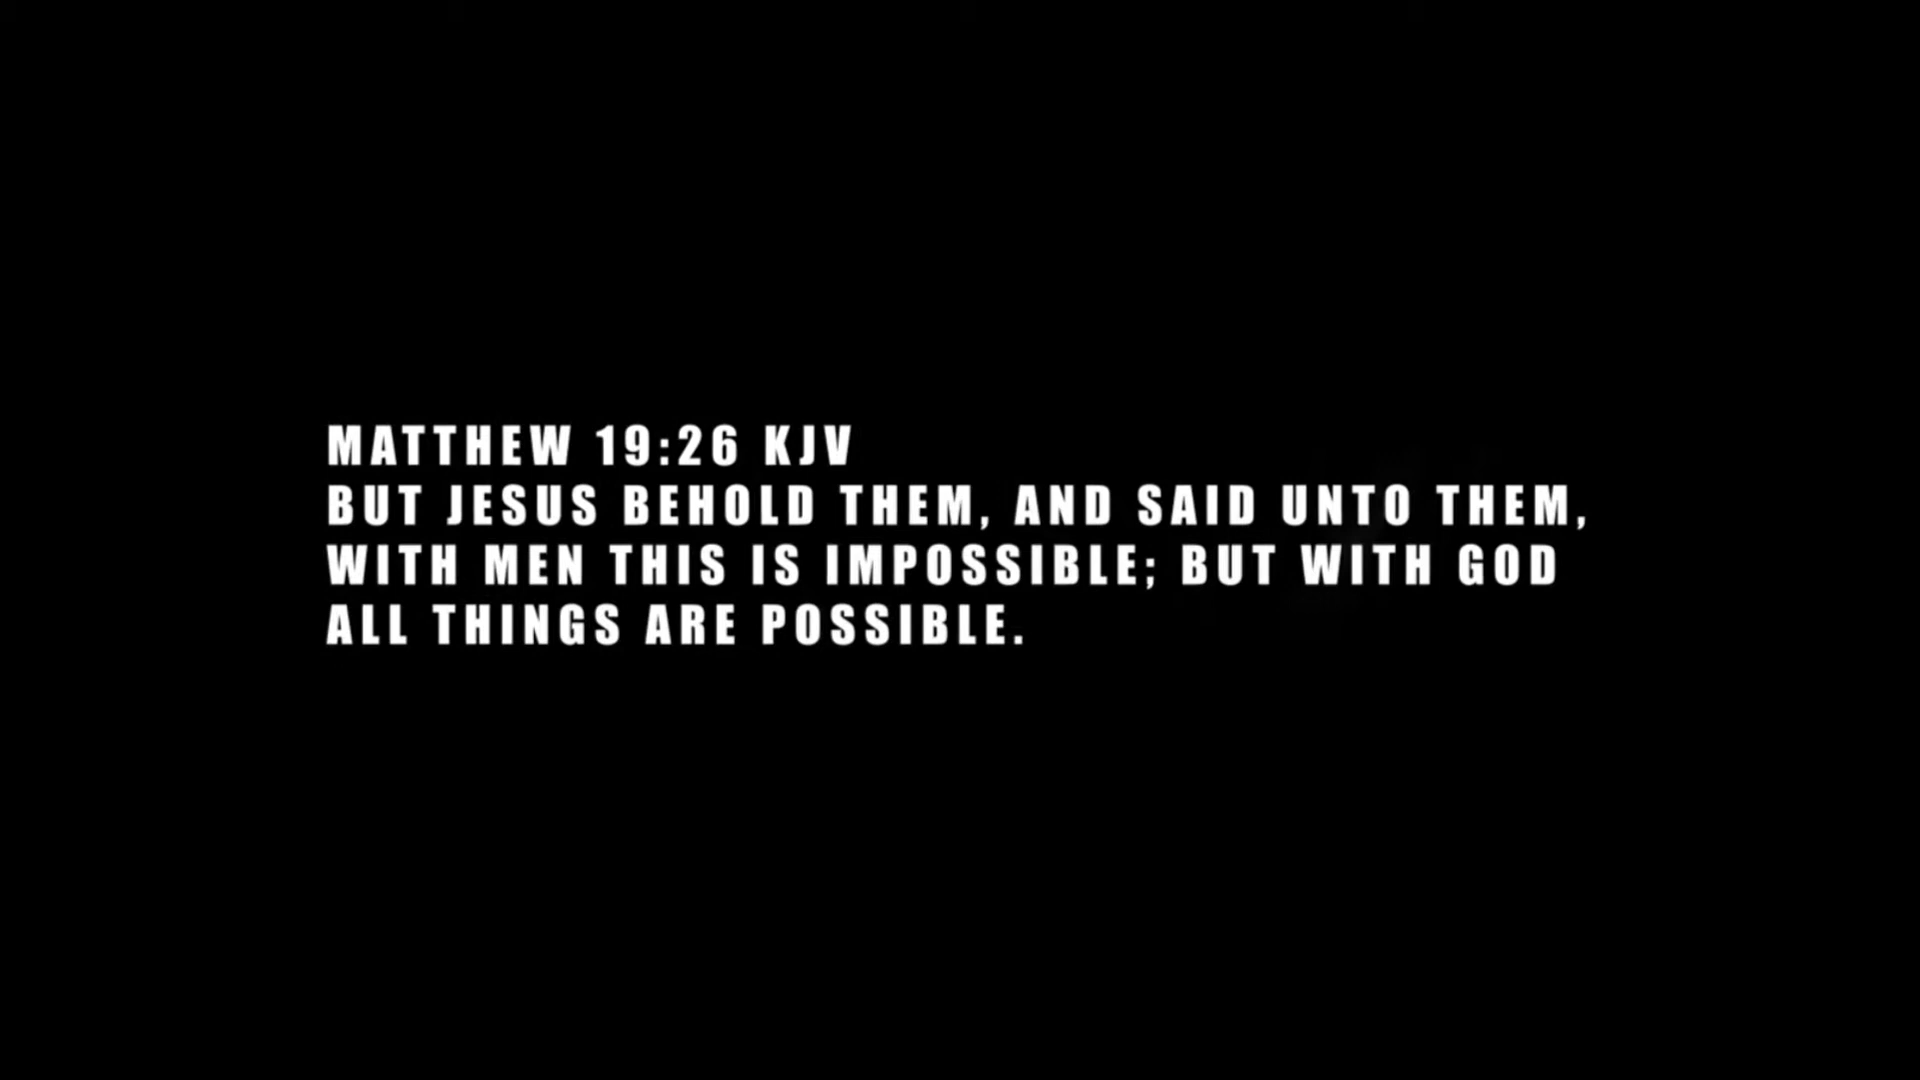 MATTHEW 19:26 KJV
BUT JESUS BEHOLD THEM, AND SAID UNTO THEM,
WITH MEN THIS IS IMPOSSIBLE; BUT WITH GOD
ALL THINGS ARE POSSIBLE.